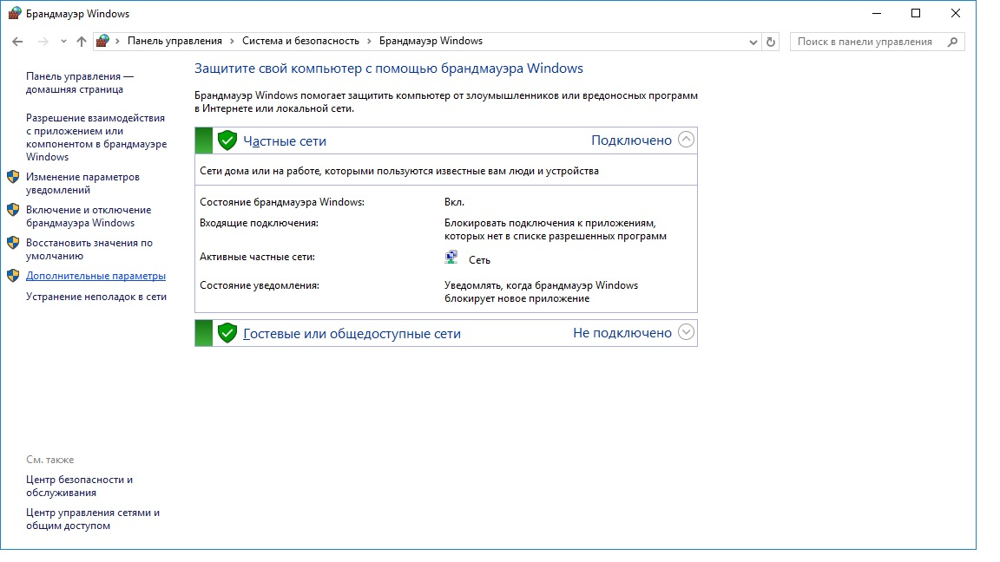 Брандмауэр Windows
Панель управления › Система и безопасность › Брандмауэр Windows
Поиск в панели управления
Панель управления —
домашняя страница
Разрешение взаимодействия
с приложением или
компонентом в брандмауэре
Windows
Изменение параметров
уведомлений
Включение и отключение
брандмауэра Windows
Восстановить значения по
умолчанию
Дополнительные параметры
Устранение неполадок в сети
Защитите свой компьютер с помощью брандмауэра Windows
Брандмауэр Windows помогает защитить компьютер от злоумышленников или вредоносных программ
в Интернете или локальной сети.
Частные сети Подключено
Сети дома или на работе, которыми пользуются известные вам люди и устройства
Состояние брандмауэра Windows: Вкл.
Входящие подключения: Блокировать подключения к приложениям,
которых нет в списке разрешенных программ
Активные частные сети: Сеть
Состояние уведомления: Уведомлять, когда брандмауэр Windows
блокирует новое приложение
Гостевые или общедоступные сети Не подключено
См. также
Центр безопасности и
обслуживания
Центр управления сетями и
общим доступом